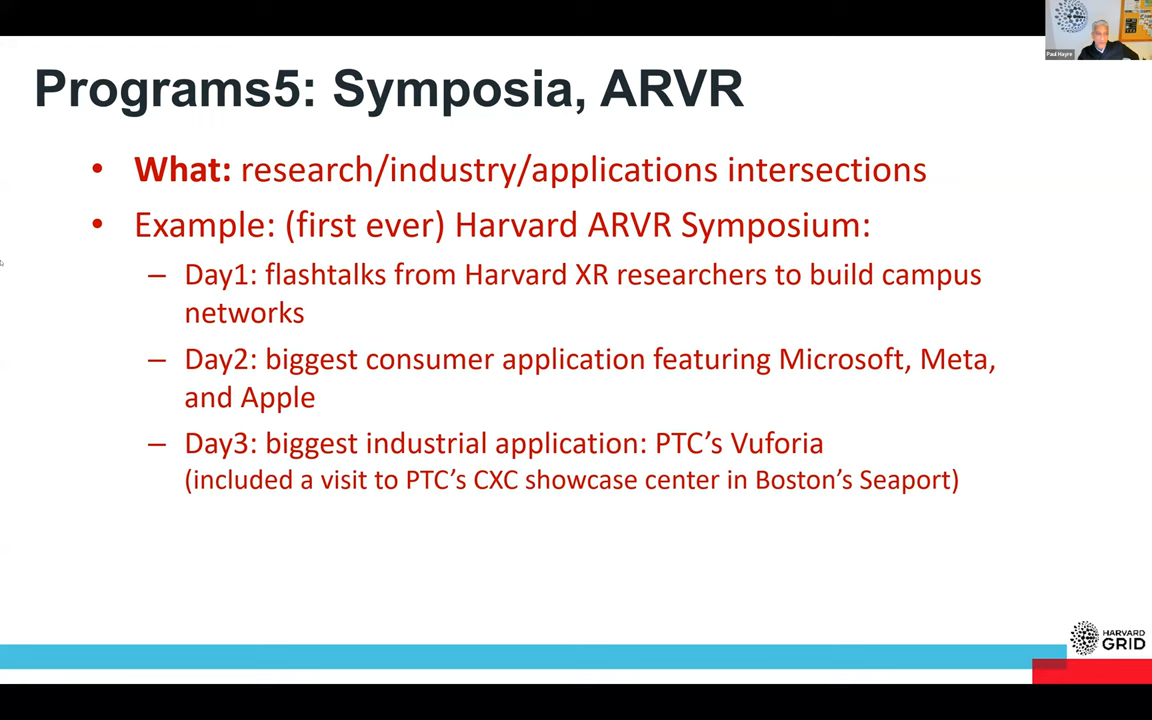 Programs5: Symposia, ARVR
Paul Hayre
• What: research/industry/applications intersections
• Example: (first ever) Harvard ARVR Symposium:
– Day1: flashtalks from Harvard XR researchers to build campus
networks
– Day2: biggest consumer application featuring Microsoft, Meta,
and Apple
– Day3: biggest industrial application: PTC’s Vuforia
(included a visit to PTC’s CXC showcase center in Boston’s Seaport)
HARVARD
GRID